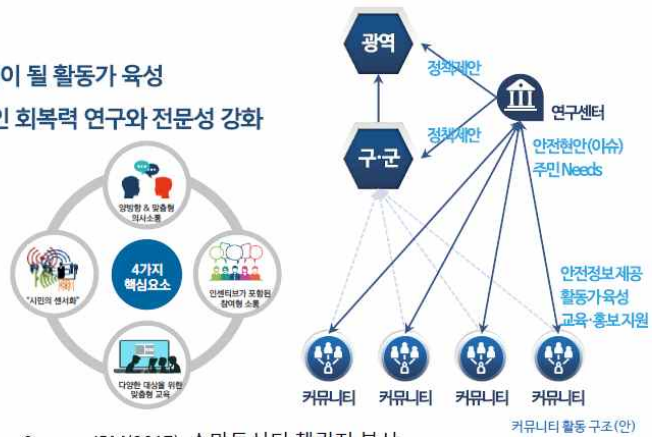 이 될 활동가 육성
인 회복력 연구와 전문성 강화
양방향 & 맞춤형
의사소통
"시민의 센서화"
4가지
핵심요소
인센티브가 포함된
참여형 소통
다양한 대상을 위한
맞춤형 교육
광역
정책제안
연구센터
구·군
정책제안
안전현안(이슈)
주민 Needs
안전정보 제공
활동가 육성
교육·홍보 지원
커뮤니티
커뮤니티
커뮤니티
커뮤니티
커뮤니티 활동 구조(안)